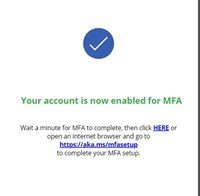 Your account is now enabled for MFA
Wait a minute for MFA to complete, then click HERE or
open an internet browser and go to
https://aka.ms/mfasetup
to complete your MFA setup.